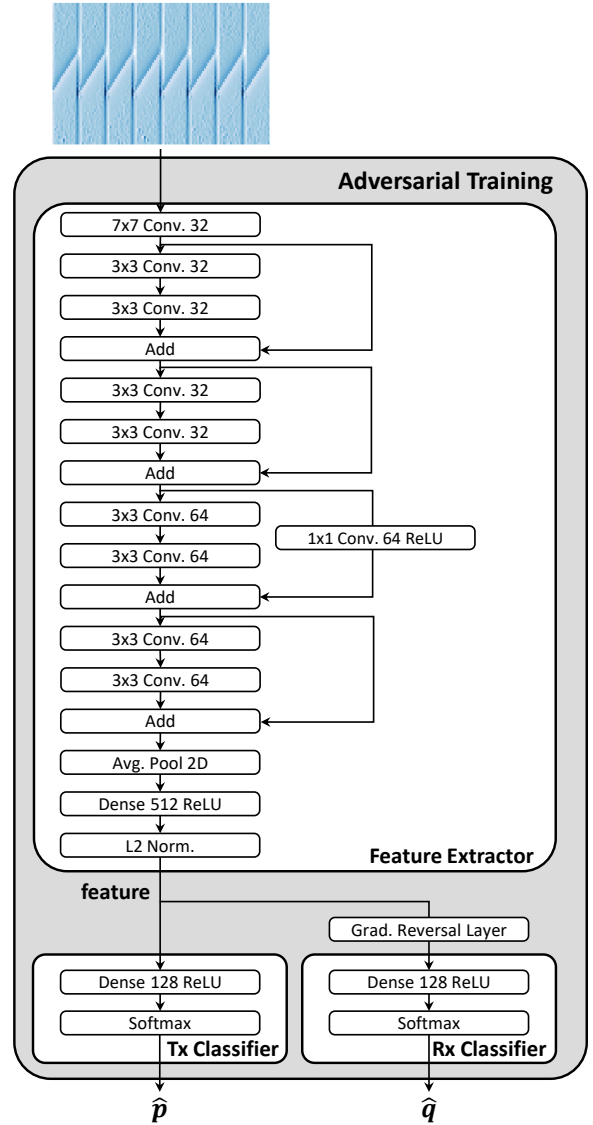 Adversarial Training
7x7 Conv. 32
3x3 Conv. 32
3x3 Conv. 32
Add
3x3 Conv. 32
3x3 Conv. 32
Add
3x3 Conv. 64
1x1 Conv. 64 ReLU
3x3 Conv. 64
Add
3x3 Conv. 64
3x3 Conv. 64
Add
Avg. Pool 2D
Dense 512 ReLU
L2 Norm.
Feature Extractor
feature
Grad. Reversal Layer
Dense 128 ReLU
Softmax
Tx Classifier
Dense 128 ReLU
Softmax
Rx Classifier
p̂
q̂